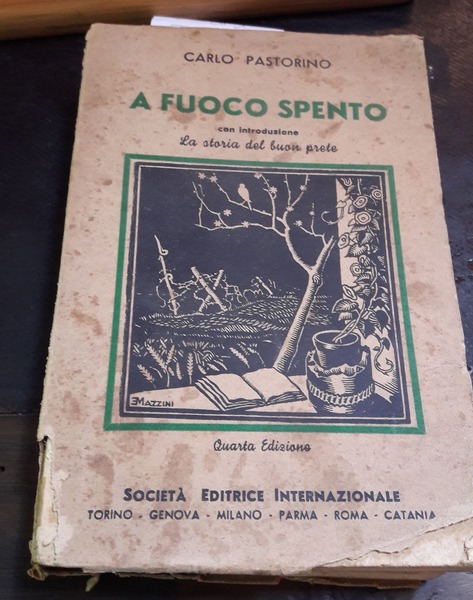 CARLO PASTORINO
A FUOCO SPENTO
con introduzione
La storia del buon prete
E MAZZINI
Quarta Edizione
SOCIETÀ EDITRICE INTERNAZIONALE
TORINO - GENOVA - MILANO - PARMA - ROMA - CATANIA